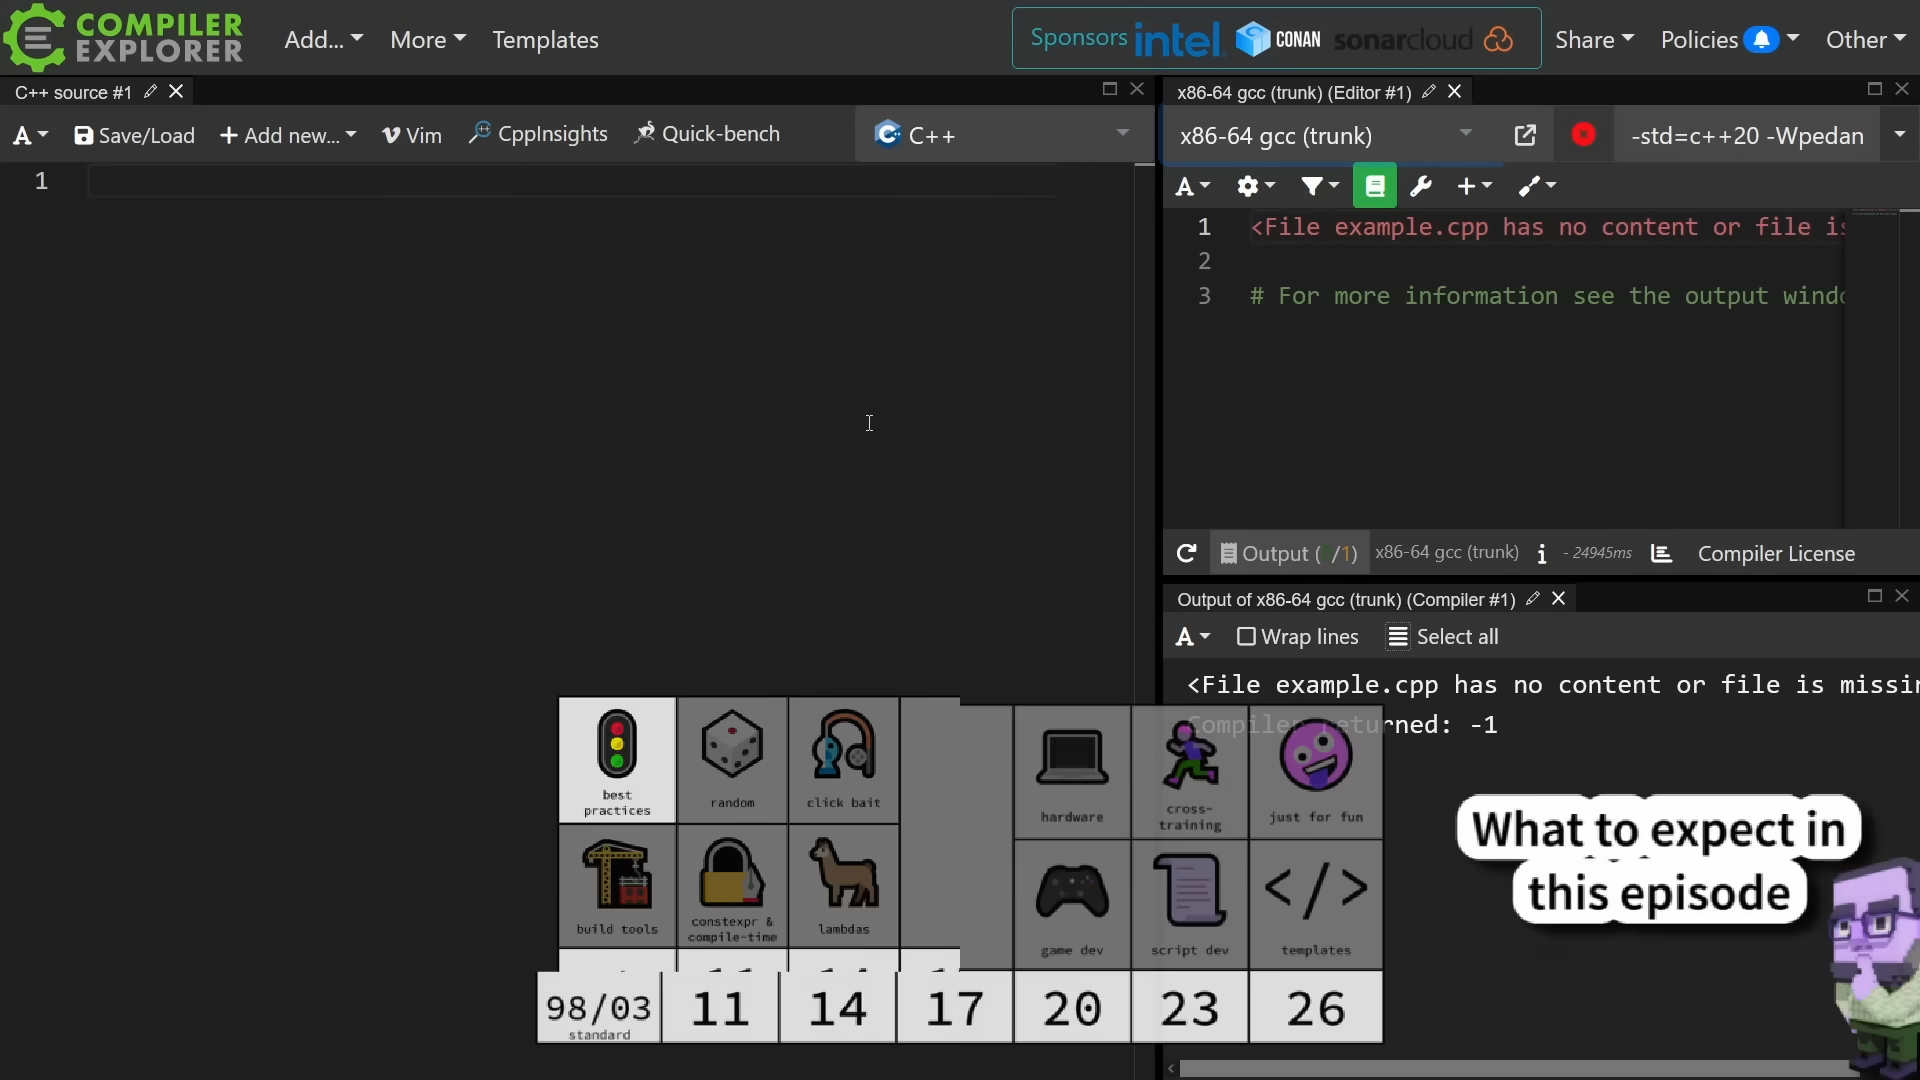 COMPILER
EXPLORER
Add...
More
Templates
Sponsors intel. CONAN sonarcloud
Share
Policies
Other
C++ source #1
A
Save/Load
+ Add new...
Vim
CppInsights
Quick-bench
C++
1
x86-64 gcc (trunk) (Editor #1)
x86-64 gcc (trunk)
-std=c++20 -Wpedan
A
1 <File example.cpp has no content or file is
2
3 # For more information see the output windo
Output ( /1) x86-64 gcc (trunk) i - 24945ms Compiler License
Output of x86-64 gcc (trunk) (Compiler #1)
A
Wrap lines
Select all
<File example.cpp has no content or file is missin
Compiler returned: -1
best
practices
random
click bait
hardware
cross-
training
just for fun
build tools
constexpr &
compile-time
lambdas
game dev
script dev
</>
templates
98/03
standard
11
14
17
20
23
26
What to expect in
this episode